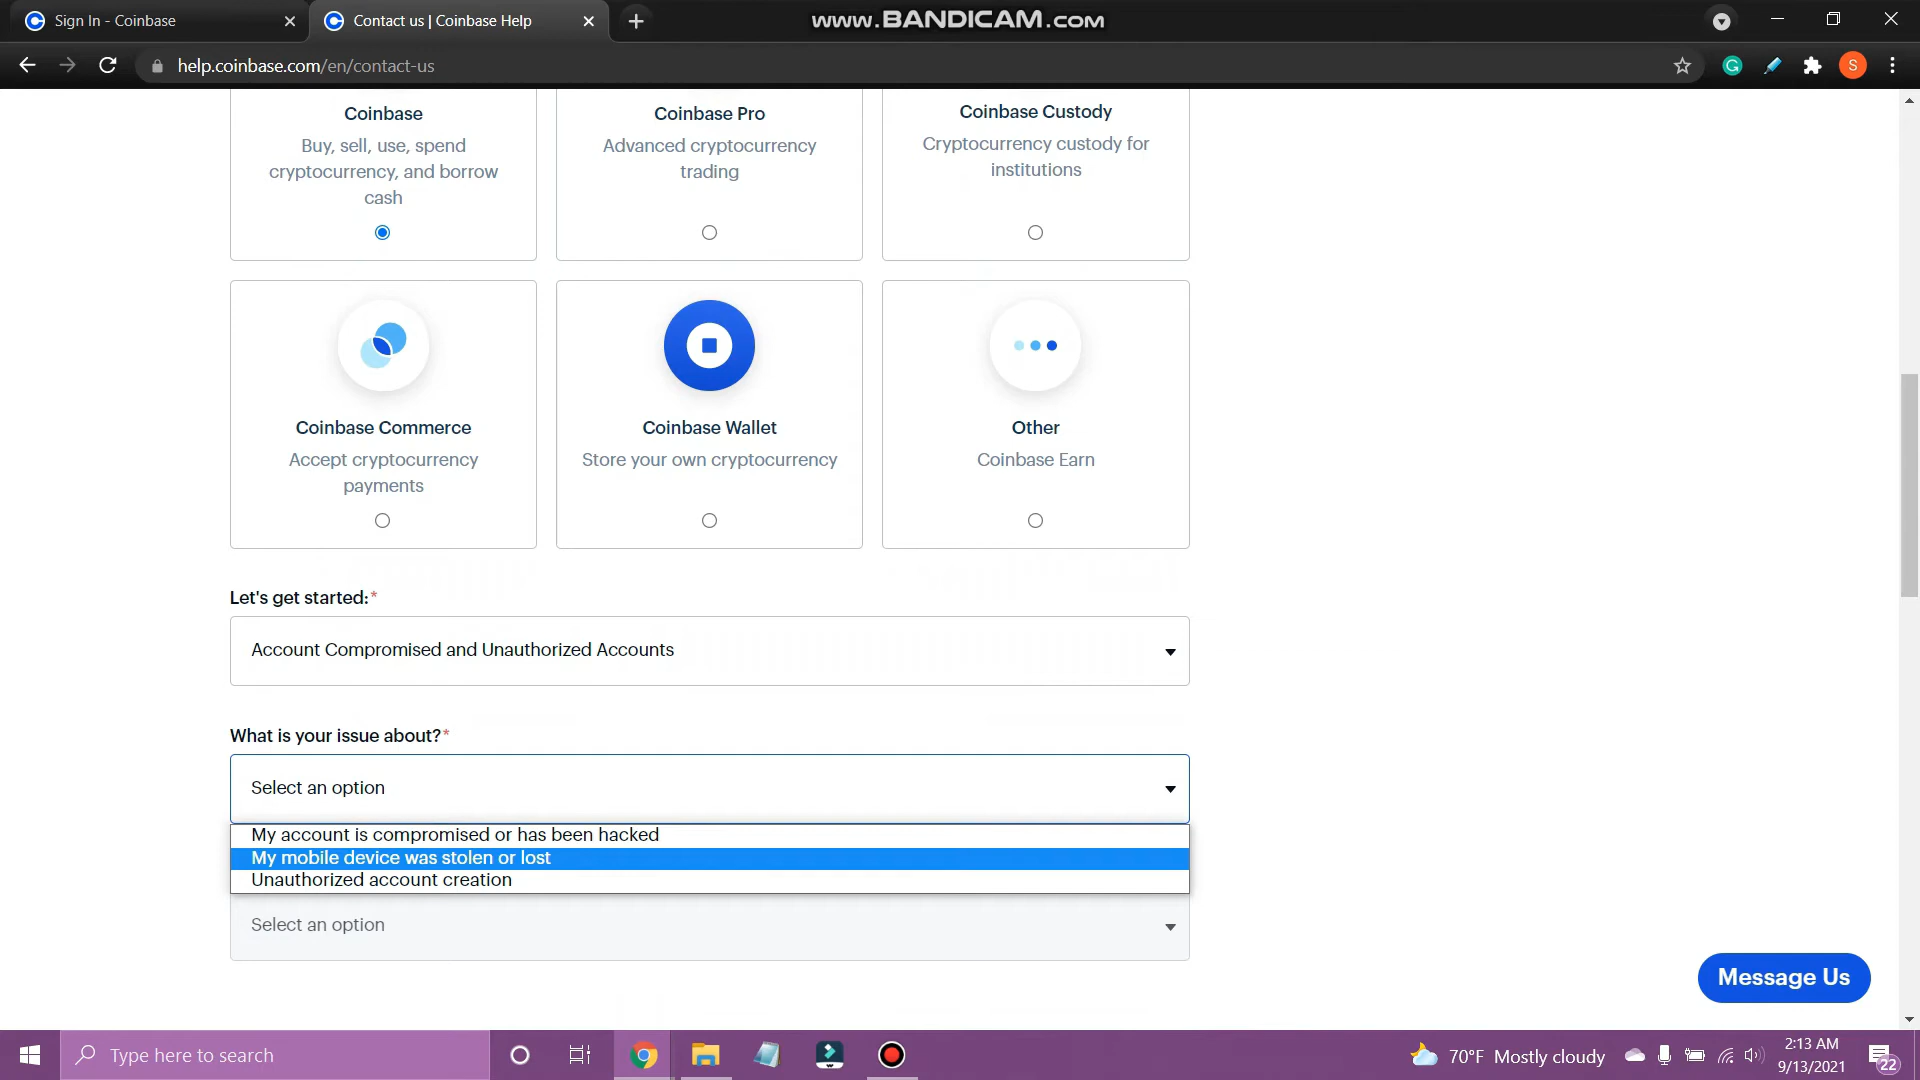 Sign In - Coinbase
Contact us | Coinbase Help
www.BANDICAM.com
help.coinbase.com/en/contact-us
S
Coinbase
Buy, sell, use, spend
cryptocurrency, and borrow
cash
Coinbase Pro
Advanced cryptocurrency
trading
Coinbase Custody
Cryptocurrency custody for
institutions
Coinbase Commerce
Accept cryptocurrency
payments
Coinbase Wallet
Store your own cryptocurrency
Other
Coinbase Earn
Let's get started:*
Account Compromised and Unauthorized Accounts
What is your issue about?*
Select an option
My account is compromised or has been hacked
My mobile device was stolen or lost
Unauthorized account creation
Select an option
Message Us
Type here to search
70°F Mostly cloudy
2:13 AM
9/13/2021
22